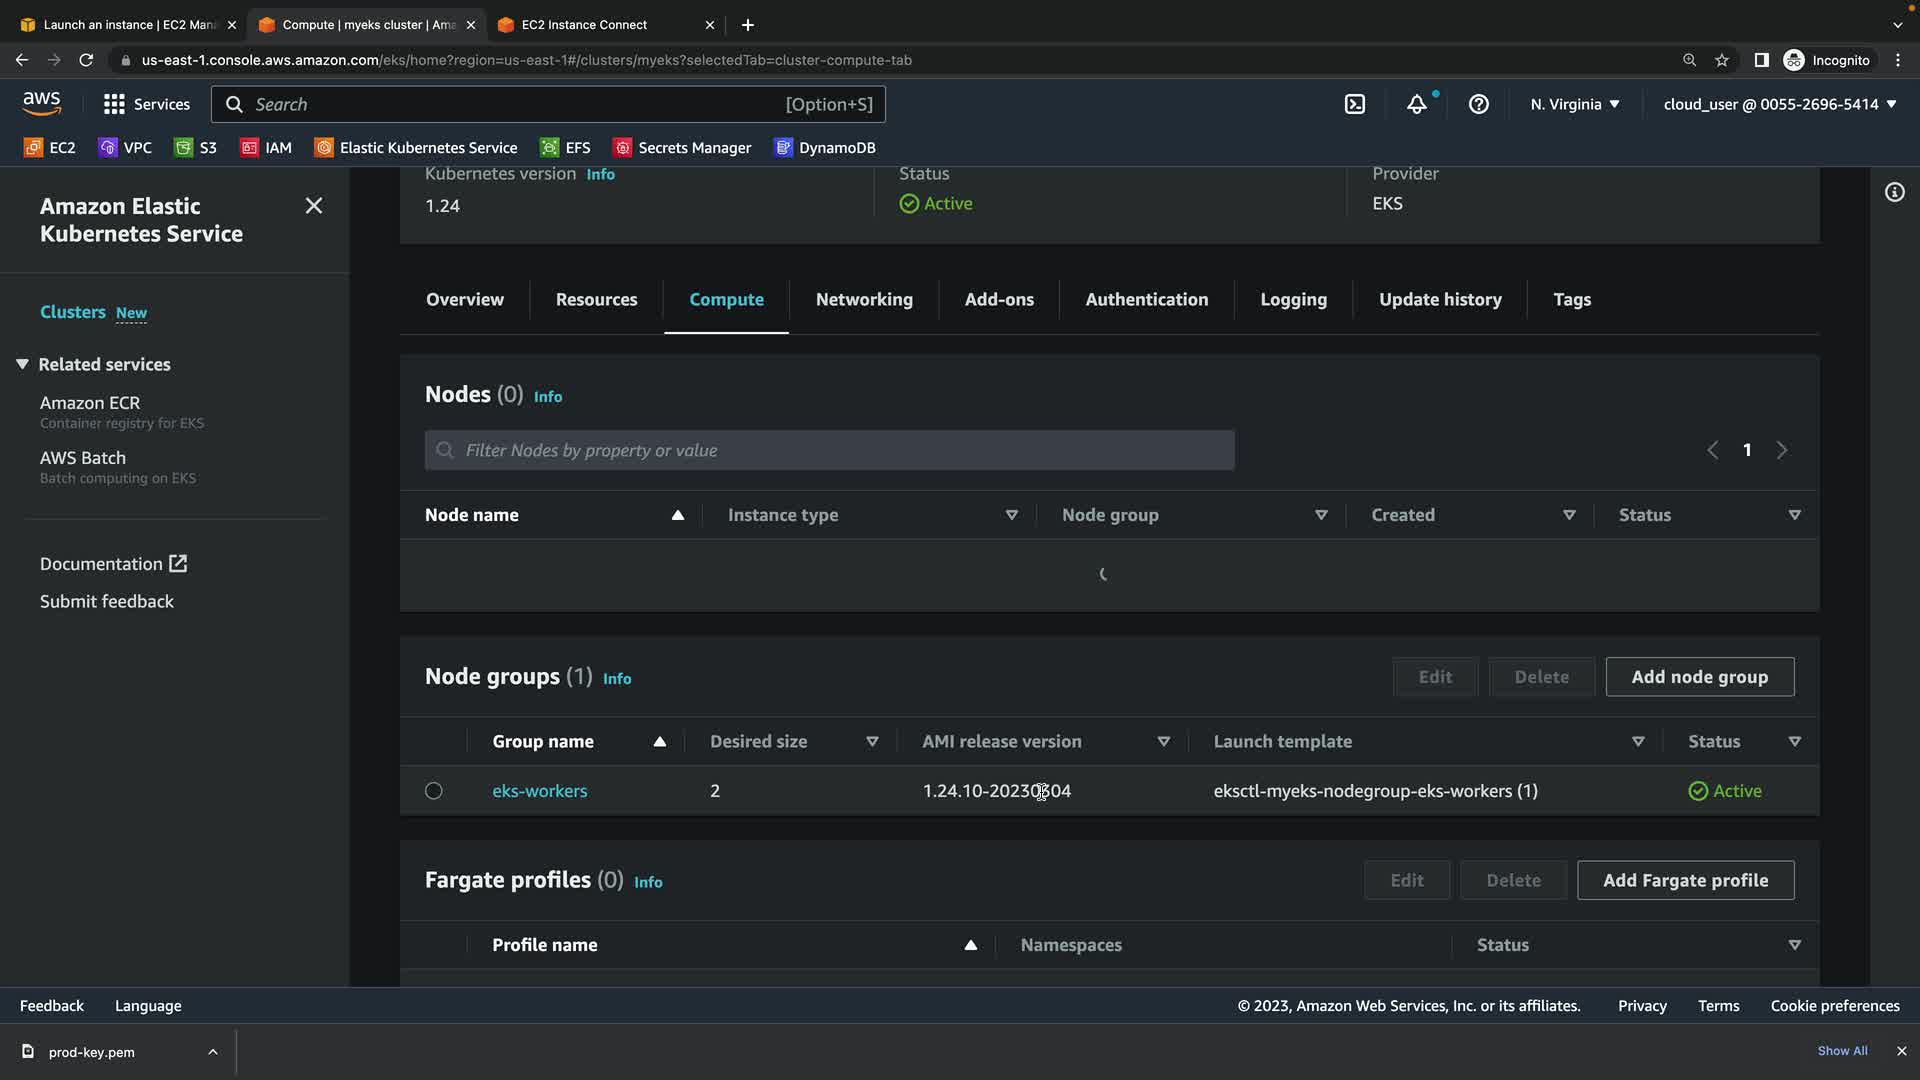 Launch an instance | EC2 Man
Compute | myeks cluster | Ama
EC2 Instance Connect
us-east-1.console.aws.amazon.com/eks/home?region=us-east-1#/clusters/myeks?selectedTab=cluster-compute-tab
Incognito
aws
Services
Search
[Option+S]
N. Virginia
cloud_user @ 0055-2696-5414
EC2
VPC
S3
IAM
Elastic Kubernetes Service
EFS
Secrets Manager
DynamoDB
Amazon Elastic
Kubernetes Service
Clusters New
Related services
Amazon ECR
Container registry for EKS
AWS Batch
Batch computing on EKS
Documentation
Submit feedback
Kubernetes version Info
1.24
Status
Active
Provider
EKS
Overview
Resources
Compute
Networking
Add-ons
Authentication
Logging
Update history
Tags
Nodes (0) Info
Filter Nodes by property or value
1
Node name
Instance type
Node group
Created
Status
Node groups (1) Info
Edit
Delete
Add node group
Group name
Desired size
AMI release version
Launch template
Status
eks-workers
2
eksctl-myeks-nodegroup-eks-workers (1)
Active
Fargate profiles (0) Info
Edit
Delete
Add Fargate profile
Profile name
Namespaces
Status
Feedback
Language
© 2023, Amazon Web Services, Inc. or its affiliates.
Privacy
Terms
Cookie preferences
prod-key.pem
Show All